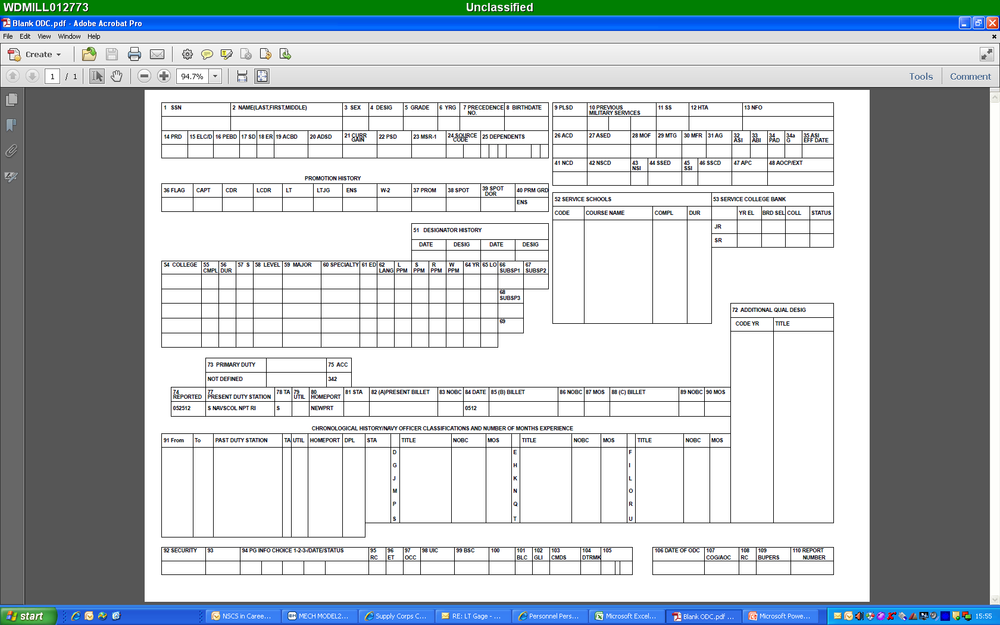 WDMILL012773 Unclassified
Blank ODC.pdf - Adobe Acrobat Pro
File Edit View Window Help
Create
1 / 1 94.7% Tools Comment
1 SSN 2 NAME(LAST,FIRST,MIDDLE) 3 SEX 4 DESIG 5 GRADE 6 YRG 7 PRECEDENCE NO. 8 BIRTHDATE 9 PLSD 10 PREVIOUS MILITARY SERVICES 11 SS 12 HTA 13 NFO
14 PRD 15 ELC/D 16 PEBD 17 SD 18 ER 19 ACBD 20 ADSD 21 CURR GAIN 22 PSD 23 MSR-1 24 SOURCE CODE 25 DEPENDENTS 26 ACD 27 ASED 28 MOF 29 MTG 30 MFR 31 AG 32 ASI 33 ABI 34 PAD 34a G 35 ASI EFF DATE
41 NCD 42 NSCD 43 NSI 44 SSED 45 SSI 46 SSCD 47 APC 48 AOCP/EXT
PROMOTION HISTORY
36 FLAG CAPT CDR LCDR LT LTJG ENS W-2 37 PROM 38 SPOT 39 SPOT DOR 40 PRM GRD
ENS
52 SERVICE SCHOOLS 53 SERVICE COLLEGE BANK
CODE COURSE NAME COMPL DUR YR EL BRD SEL COLL STATUS
JR
SR
51 DESIGNATOR HISTORY
DATE DESIG DATE DESIG
54 COLLEGE 55 CMPL 56 DUR 57 S 58 LEVEL 59 MAJOR 60 SPECIALTY 61 ED 62 LANG L PPM S PPM R PPM W PPM 64 YR 65 LO 66 SUBSP1 67 SUBSP2
68 SUBSP3
69
72 ADDITIONAL QUAL DESIG
CODE YR TITLE
73 PRIMARY DUTY 75 ACC
NOT DEFINED 342
74 REPORTED 77 PRESENT DUTY STATION 78 TA 79 UTIL 80 HOMEPORT 81 STA 82 (A)PRESENT BILLET 83 NOBC 84 DATE 85 (B) BILLET 86 NOBC 87 MOS 88 (C) BILLET 89 NOBC 90 MOS
052512 S NAVSCOL NPT RI S NEWPRT 0512
CHRONOLOGICAL HISTORY/NAVY OFFICER CLASSIFICATIONS AND NUMBER OF MONTHS EXPERIENCE
91 From To PAST DUTY STATION TA UTIL HOMEPORT DPL STA TITLE NOBC MOS TITLE NOBC MOS TITLE NOBC MOS
D E F
G H I
J K L
M N O
P Q R
S T U
92 SECURITY 93 94 PG INFO CHOICE 1-2-3-/DATE/STATUS 95 RC 96 ET 97 OCC 98 UIC 99 BSC 100 101 BLC 102 GLI 103 CMDS 104 DTRMK 105 106 DATE OF ODC 107 COG/AOC 108 RC 109 BUPERS 110 REPORT NUMBER
start NSCS in Caree... MECH MODEL2... Supply Corps C... RE: LT Gage - ... Personnel Pers... Microsoft Excel... Blank ODC.pdf ... Microsoft Powe... 15:55